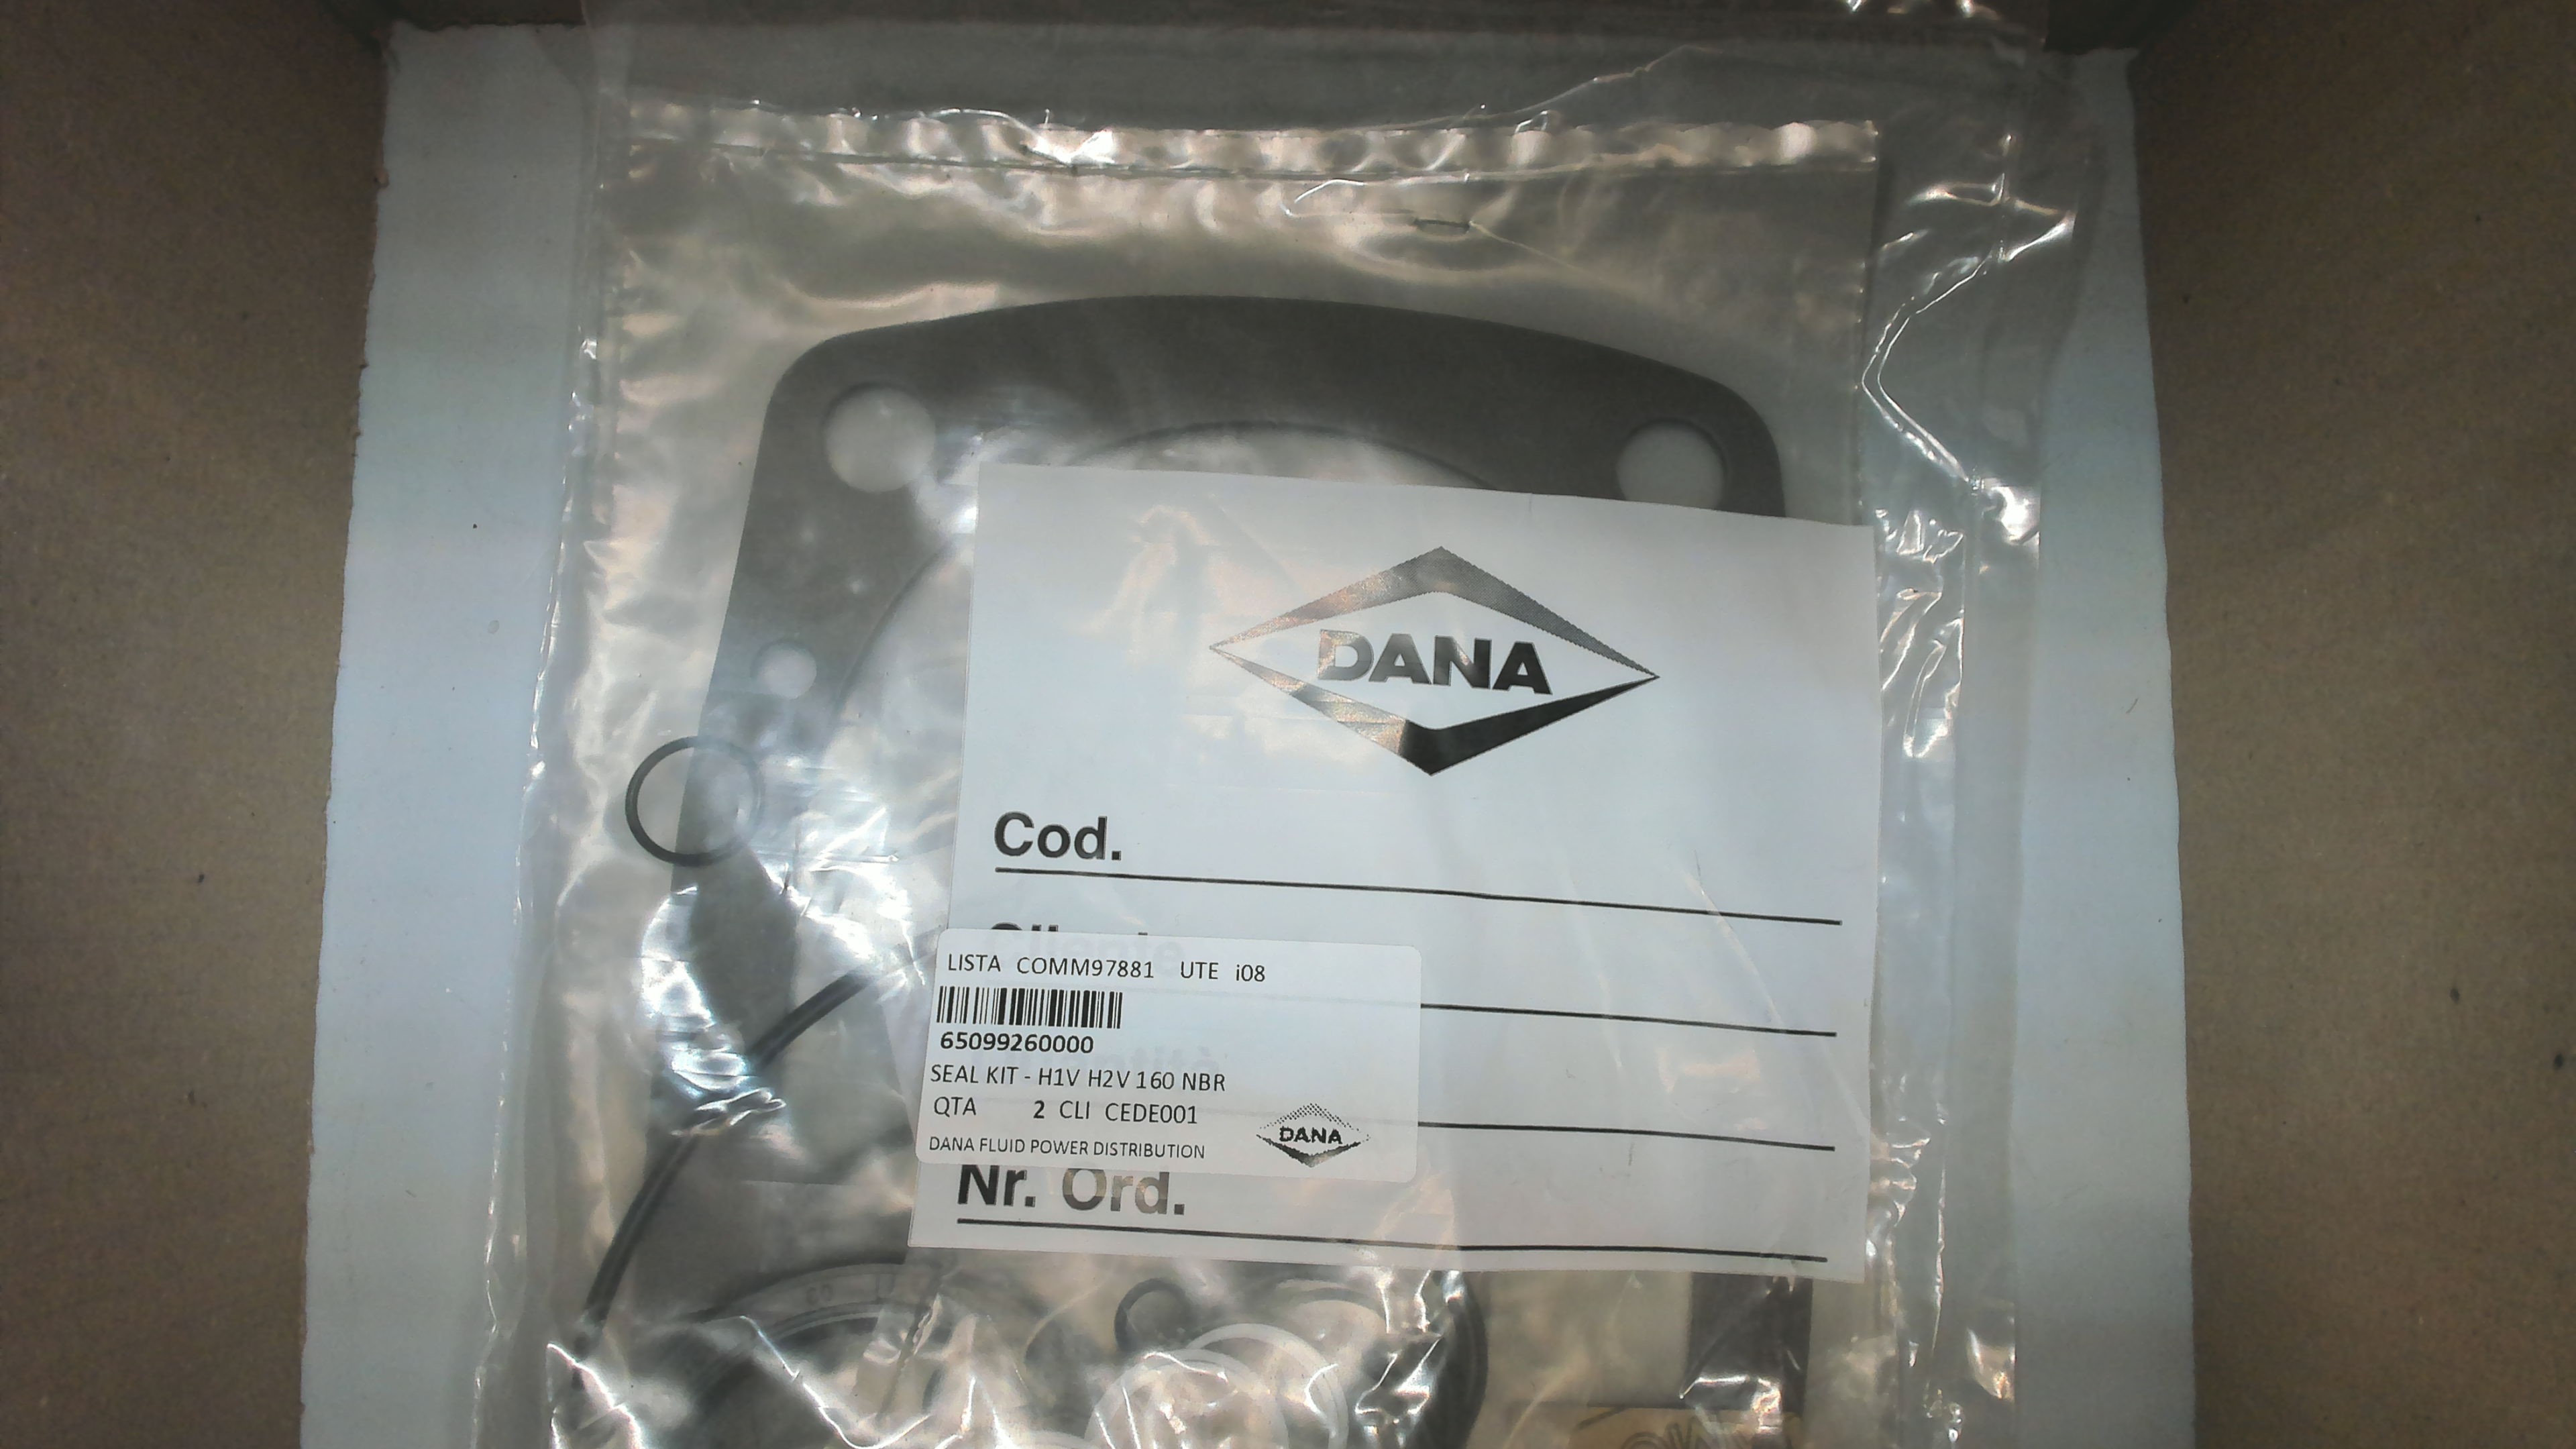 DANA
Cod.
LISTA COMM97881 UTE i08
65099260000
SEAL KIT - H1V H2V 160 NBR
QTA 2 CLI CEDE001
DANA FLUID POWER DISTRIBUTION
DANA
Nr. Ord.